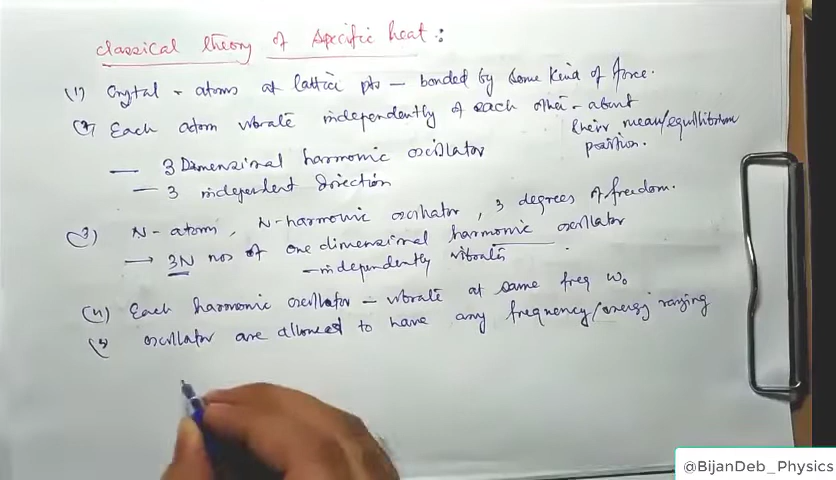 classical theory of specific heat :
(1) Crystal - atoms at lattice pts — bonded by some kind of force.
(2) Each atom vibrate independently of each other - about
their mean/equilibrium
position.
— 3 Dimensional harmonic oscillator
— 3 independent direction
(3) N- atom, N-harmonic oscillator, 3 degrees of freedom.
→ 3N nos of one dimensional harmonic oscillator
— independently vibrate
(4) Each harmonic oscillator — vibrate at same freq ω₀
(5) oscillator are allowed to have any frequency/energy ranging
@BijanDeb_Physics